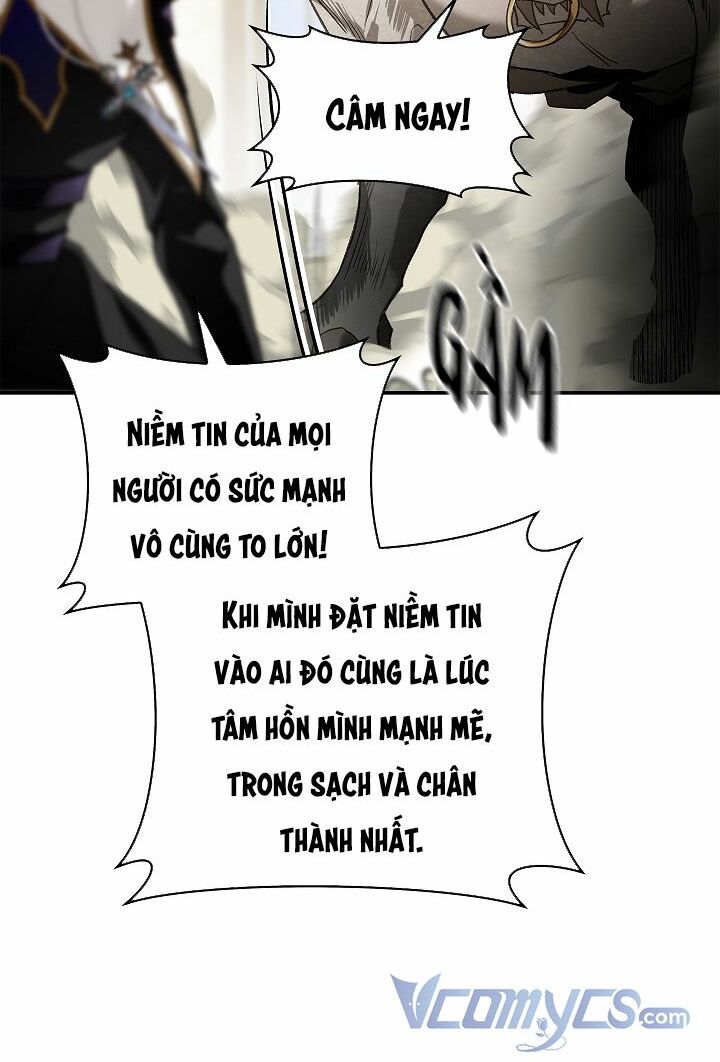 CÂM NGAY!
GẦM
NIỀM TIN CỦA MỌI
NGƯỜI CÓ SỨC MẠNH
VÔ CÙNG TO LỚN!
KHI MÌNH ĐẶT NIỀM TIN
VÀO AI ĐÓ CÙNG LÀ LÚC
TÂM HỒN MÌNH MẠNH MẼ,
TRONG SẠCH VÀ CHÂN
THÀNH NHẤT.
VCOMYCS.com